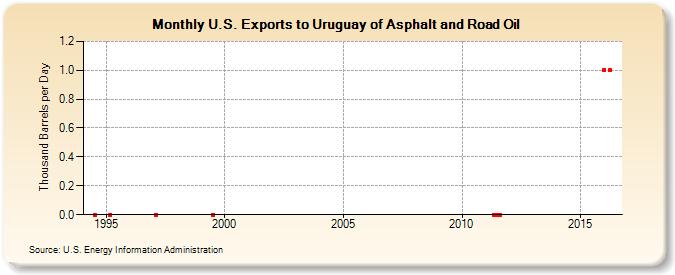 Monthly U.S. Exports to Uruguay of Asphalt and Road Oil
Thousand Barrels per Day
1.2
1.0
0.8
0.6
0.4
0.2
0.0
1995 2000 2005 2010 2015
Source: U.S. Energy Information Administration